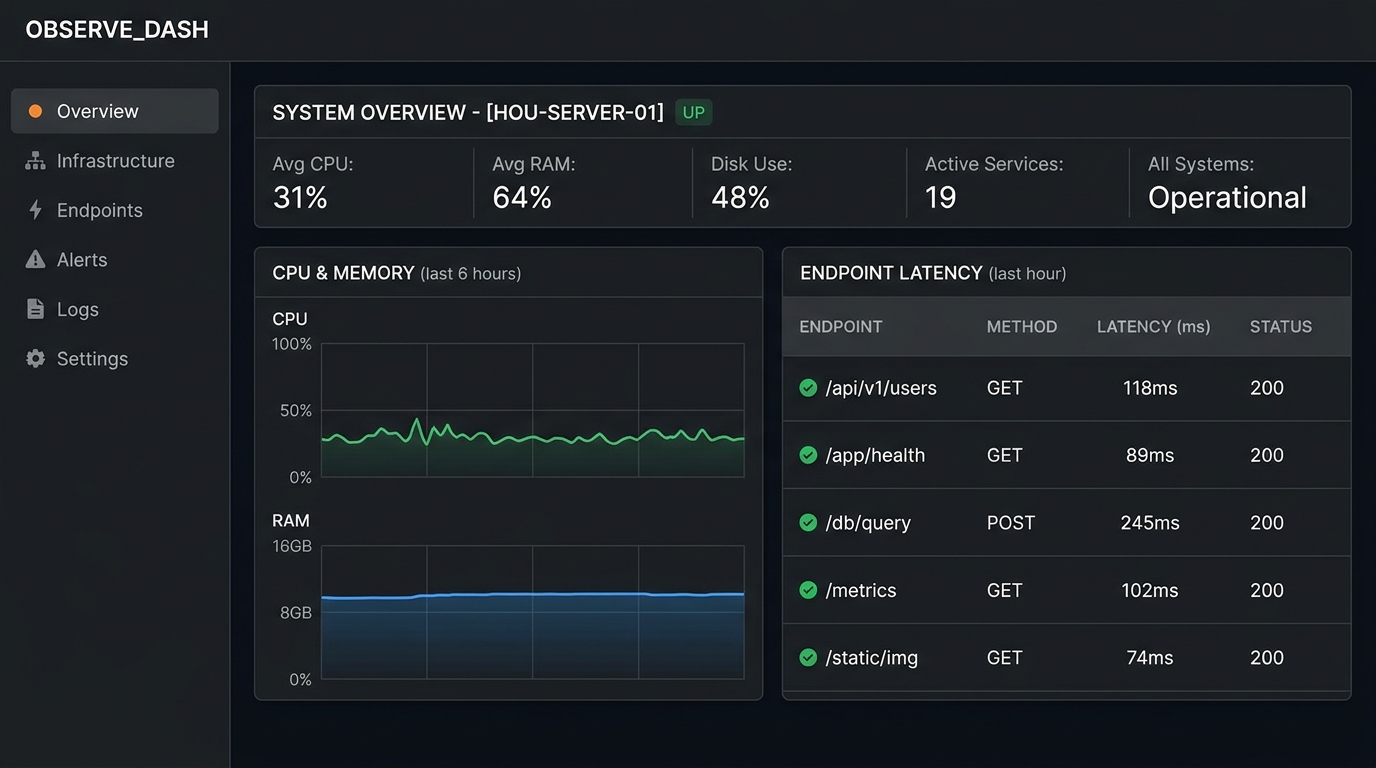 OBSERVE_DASH
Overview
Infrastructure
Endpoints
Alerts
Logs
Settings
SYSTEM OVERVIEW - [HOU-SERVER-01] UP
Avg CPU:
31%
Avg RAM:
64%
Disk Use:
48%
Active Services:
19
All Systems:
Operational
CPU & MEMORY (last 6 hours)
CPU
100%
50%
0%
RAM
16GB
8GB
0%
ENDPOINT LATENCY (last hour)
ENDPOINT METHOD LATENCY (ms) STATUS
/api/v1/users GET 118ms 200
/app/health GET 89ms 200
/db/query POST 245ms 200
/metrics GET 102ms 200
/static/img GET 74ms 200